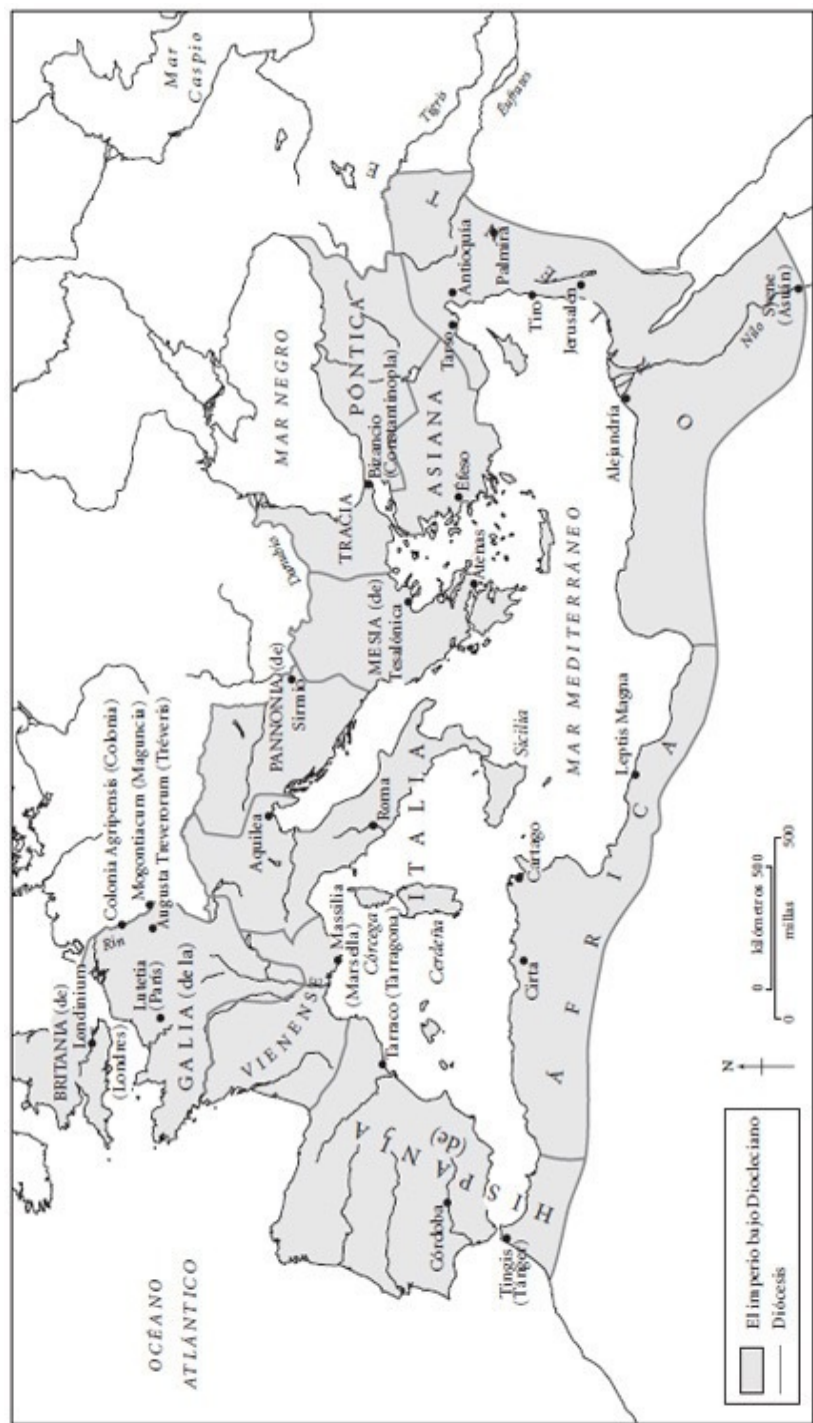 OCÉANO
ATLÁNTICO
BRITANIA (de)
Londinium
(Londres)
Colonia Agripensis (Colonia)
Mogontiacum (Maguncia)
Augusta Treverorum (Tréveris)
Rin
Lutetia
(París)
GALIA (de la)
VIENENSE
Massilia
(Marsella)
Tarraco (Tarragona)
Córcega
Cerdeña
HISPANIA
(de)
Córdoba
Tingis
(Tánger)
Aquilea
Roma
ITALIA
Sicilia
PANNONIA (de)
Sirmio
MESIA (de)
Tesalónica
Atenas
Danubio
TRACIA
MAR NEGRO
Mar
Caspio
PÓNTICA
Bizancio
(Constantinopla)
ASIANA
Éfeso
Tarso
Antioquía
Palmira
Tiro
Jerusalén
Tigris
Éufrates
ORIENTE
MAR MEDITERRÁNEO
Alejandría
Nilo
Syene
(Asuán)
Leptis Magna
Cartago
Cirta
ÁFRICA
N
0 kilómetros 500
0 millas 500
El imperio bajo Diocleciano
Diócesis